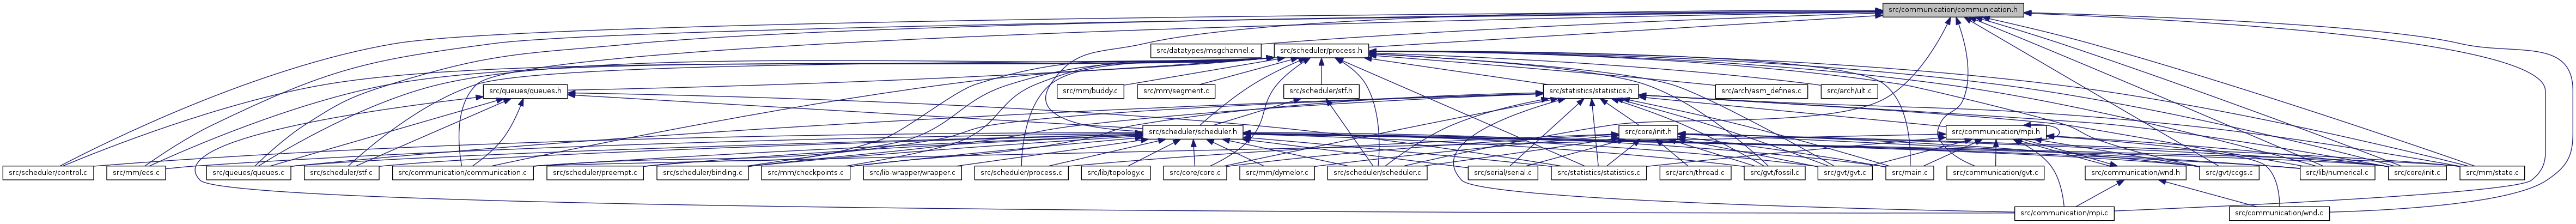 src/communication/communication.h
src/datatypes/msgchannel.c
src/scheduler/process.h
src/queues/queues.h
src/mm/buddy.c
src/mm/segment.c
src/scheduler/stf.h
src/statistics/statistics.h
src/arch/asm_defines.c
src/arch/ult.c
src/scheduler/scheduler.h
src/core/init.h
src/communication/mpi.h
src/scheduler/control.c
src/mm/ecs.c
src/queues/queues.c
src/scheduler/stf.c
src/communication/communication.c
src/scheduler/preempt.c
src/scheduler/binding.c
src/mm/checkpoints.c
src/lib-wrapper/wrapper.c
src/scheduler/process.c
src/lib/topology.c
src/core/core.c
src/mm/dymelor.c
src/scheduler/scheduler.c
src/serial/serial.c
src/statistics/statistics.c
src/arch/thread.c
src/gvt/fossil.c
src/gvt/gvt.c
src/main.c
src/communication/gvt.c
src/communication/wnd.h
src/gvt/ccgs.c
src/lib/numerical.c
src/core/init.c
src/mm/state.c
src/communication/mpi.c
src/communication/wnd.c